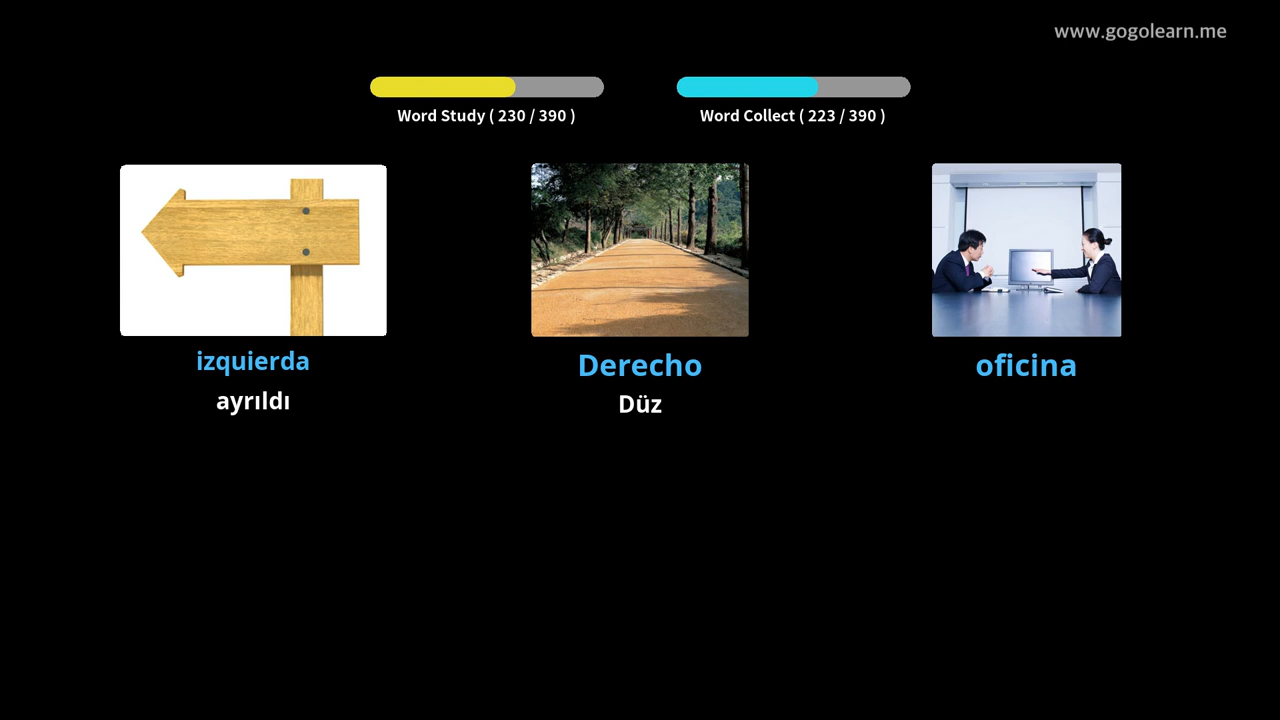 www.gogolearn.me
Word Study ( 230 / 390 )
Word Collect ( 223 / 390 )
izquierda
ayrıldı
Derecho
Düz
oficina